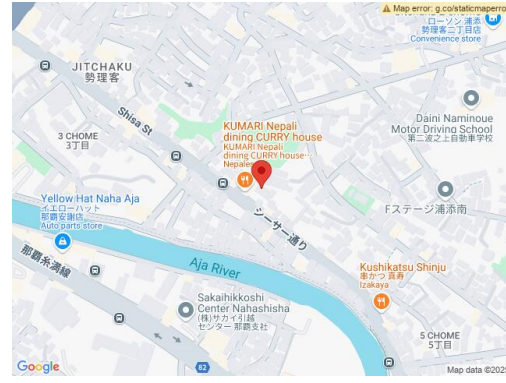 Map error: g.co/staticmaperro
ローソン 浦添
勢理客二丁目店
Convenience store
JITCHAKU
勢理客
Shisa St
KUMARI Nepali
dining CURRY house
KUMARI Nepali
dining CURRY house…
Nepalese
Daini Naminoue
Motor Driving School
第二波之上自動車学校
3 CHOME
3丁目
Yellow Hat Naha Aja
イエローハット
那覇安謝店
Auto parts store
シーサー通り
Fステージ浦添南
那覇糸満線
Aja River
Kushikatsu Shinju
串かつ 真寿
Izakaya
Sakaihikkoshi
Center Nahashisha
(株)サカイ引越
センター 那覇支社
5 CHOME
5丁目
82
Google
Map data ©2025